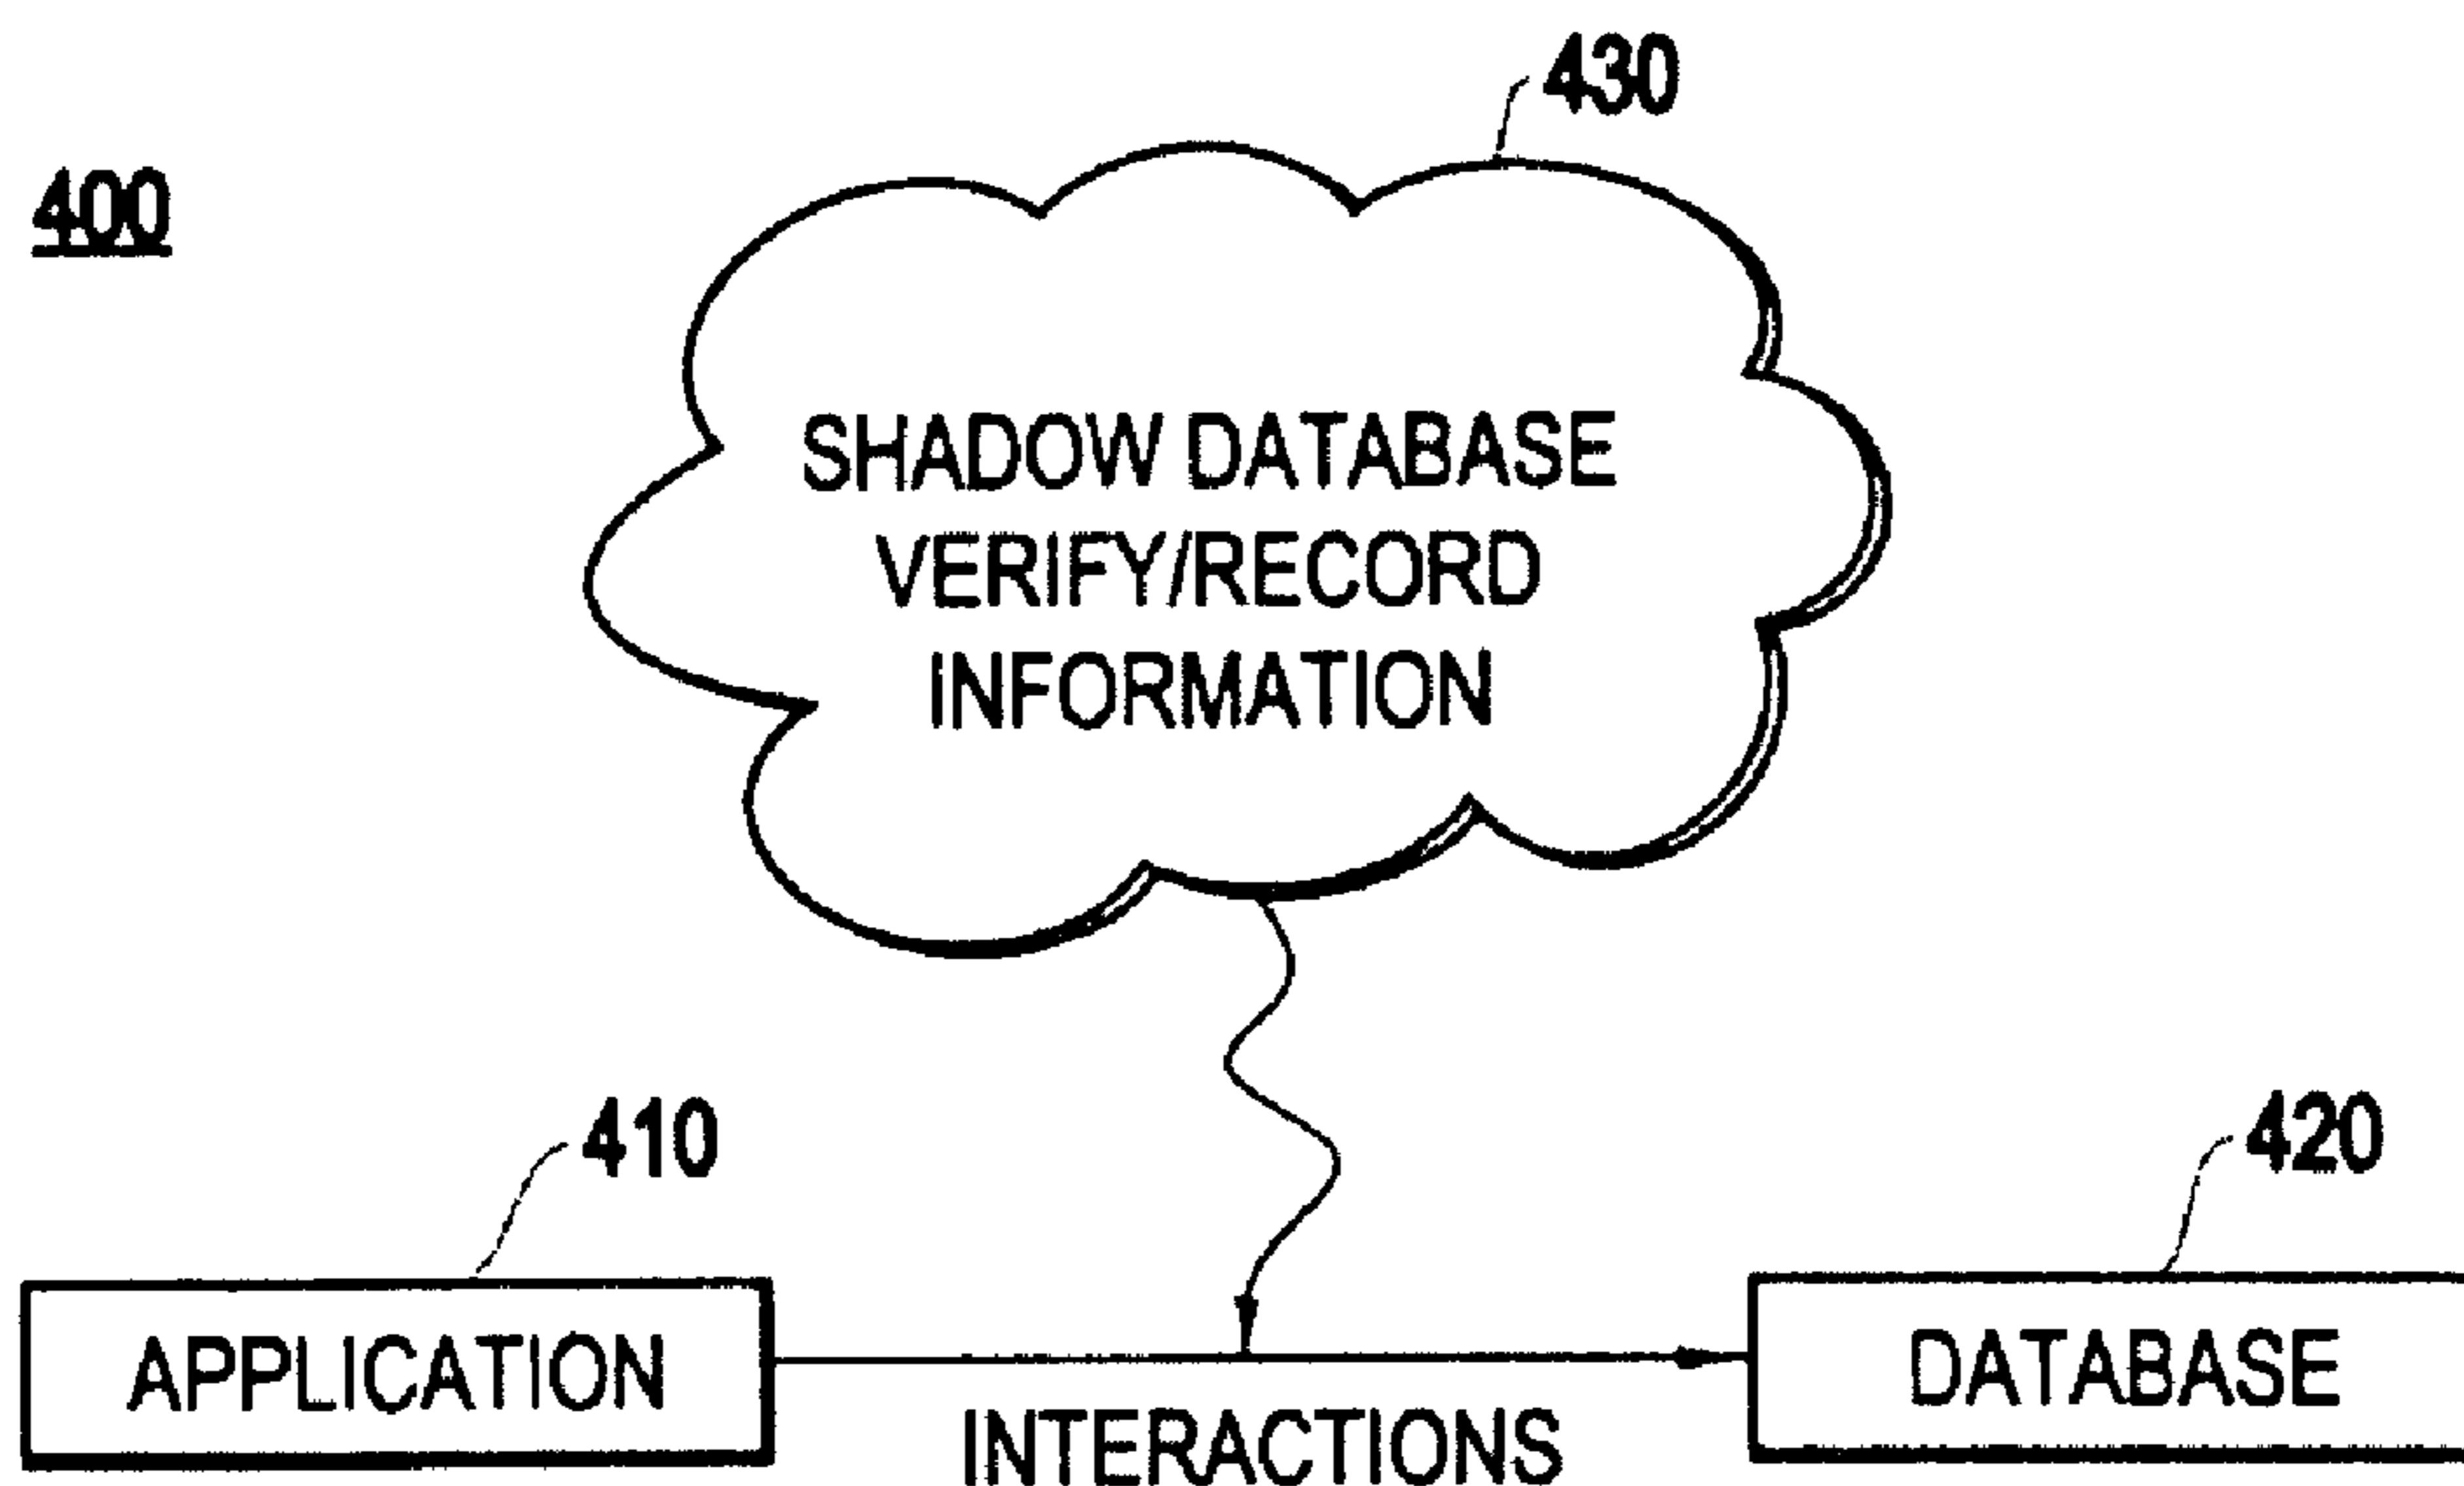 430
400
SHADOW DATABASE
VERIFY/RECORD
INFORMATION
410
420
APPLICATION
DATABASE
INTERACTIONS